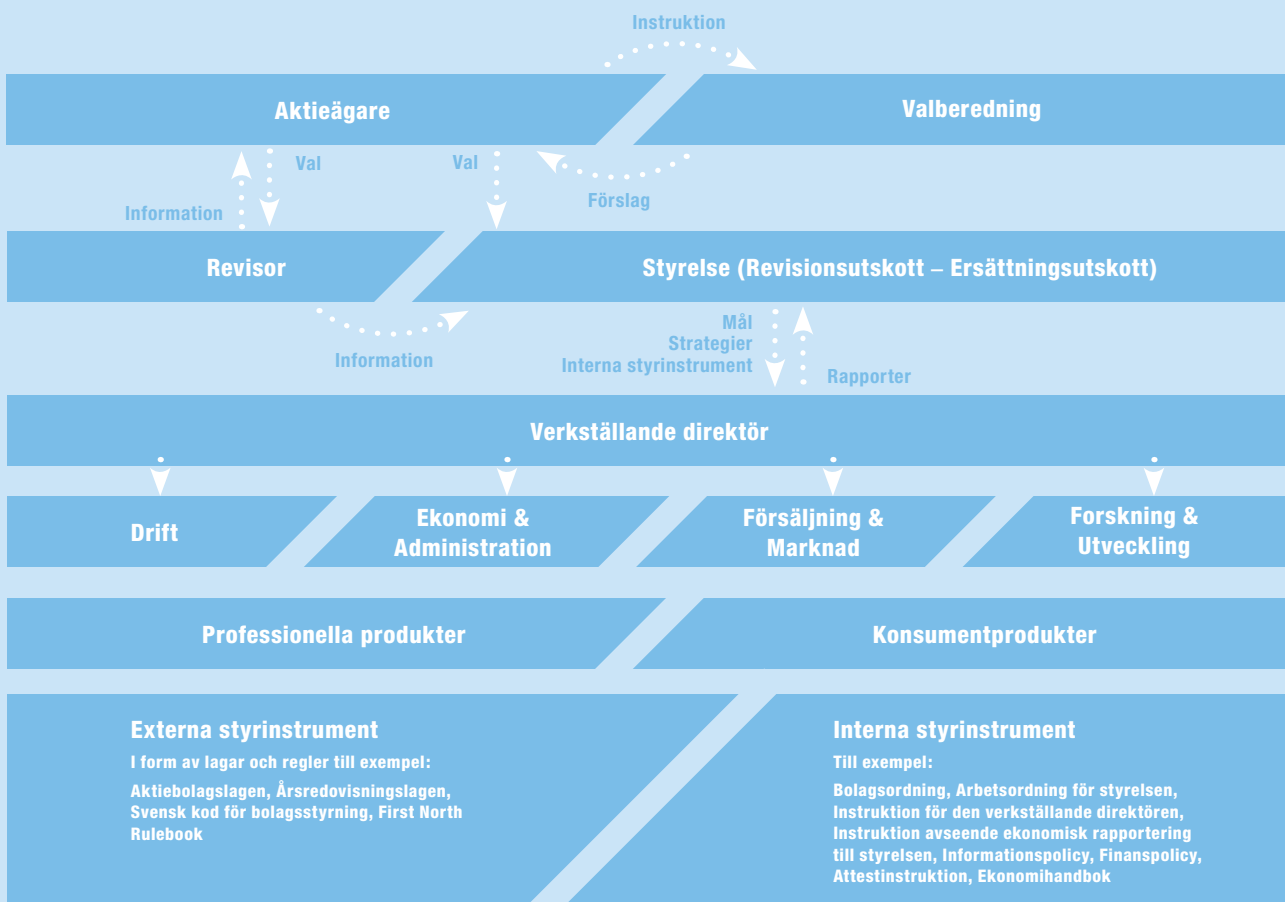 Instruktion
Aktieägare
Valberedning
Val
Val
Förslag
Information
Revisor
Styrelse (Revisionsutskott – Ersättningsutskott)
Information
Mål
Strategier
Interna styrinstrument
Rapporter
Verkställande direktör
Drift
Ekonomi &
Administration
Försäljning &
Marknad
Forskning &
Utveckling
Professionella produkter
Konsumentprodukter
Externa styrinstrument
I form av lagar och regler till exempel:
Aktiebolagslagen, Årsredovisningslagen,
Svensk kod för bolagsstyrning, First North
Rulebook
Interna styrinstrument
Till exempel:
Bolagsordning, Arbetsordning för styrelsen,
Instruktion för den verkställande direktören,
Instruktion avseende ekonomisk rapportering
till styrelsen, Informationspolicy, Finanspolicy,
Attestinstruktion, Ekonomihandbok